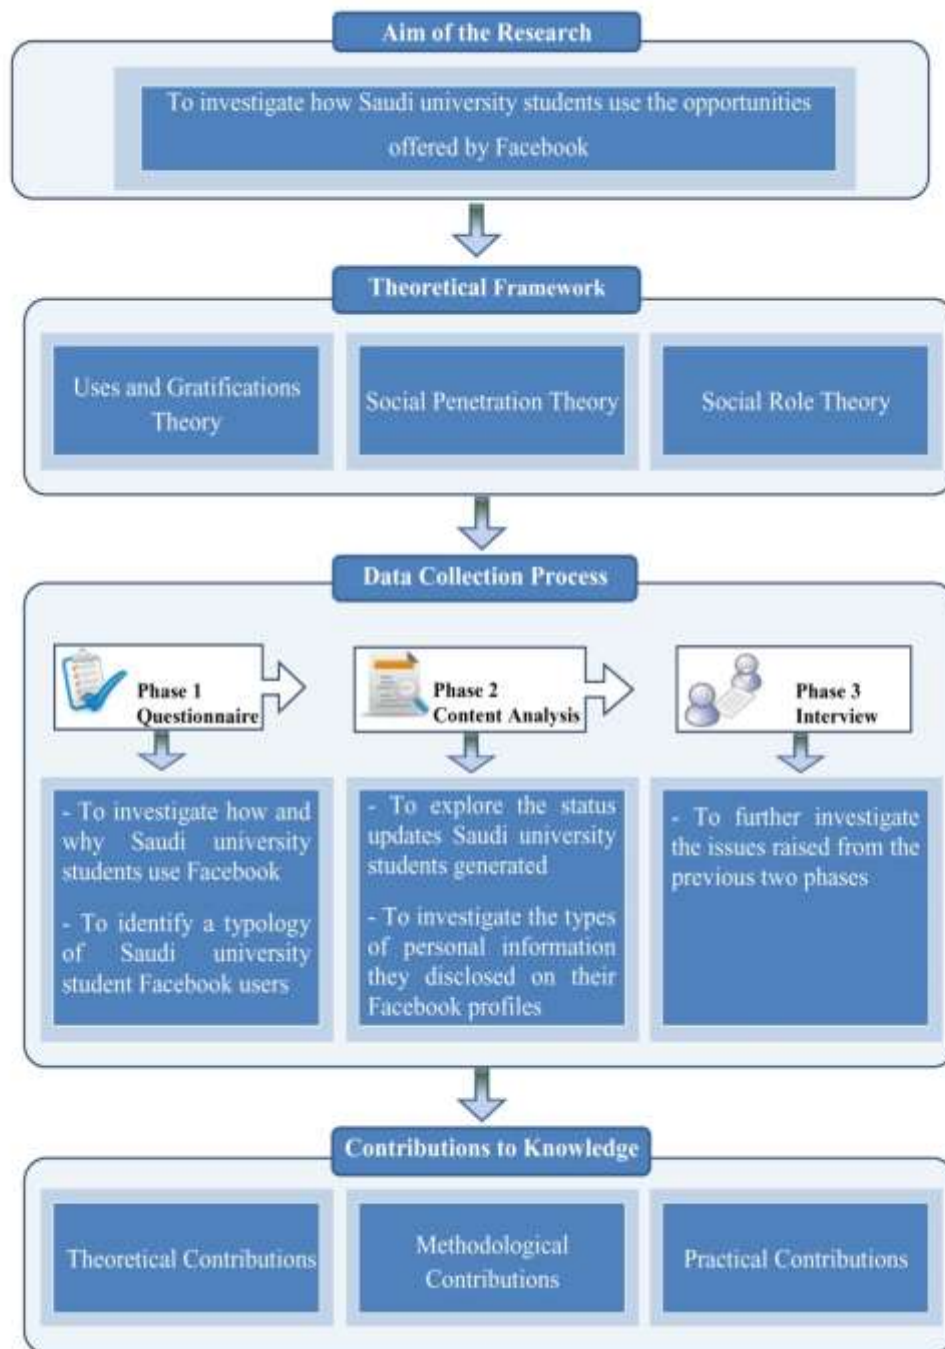 Aim of the Research
To investigate how Saudi university students use the opportunities
offered by Facebook
Theoretical Framework
Uses and Gratifications
Theory
Social Penetration Theory
Social Role Theory
Data Collection Process
Phase 1
Questionnaire
Phase 2
Content Analysis
Phase 3
Interview
- To investigate how and
why Saudi university
students use Facebook
- To identify a typology
of Saudi university
student Facebook users
- To explore the status
updates Saudi university
students generated
- To investigate the types
of personal information
they disclosed on their
Facebook profiles
- To further investigate
the issues raised from the
previous two phases
Contributions to Knowledge
Theoretical Contributions
Methodological
Contributions
Practical Contributions